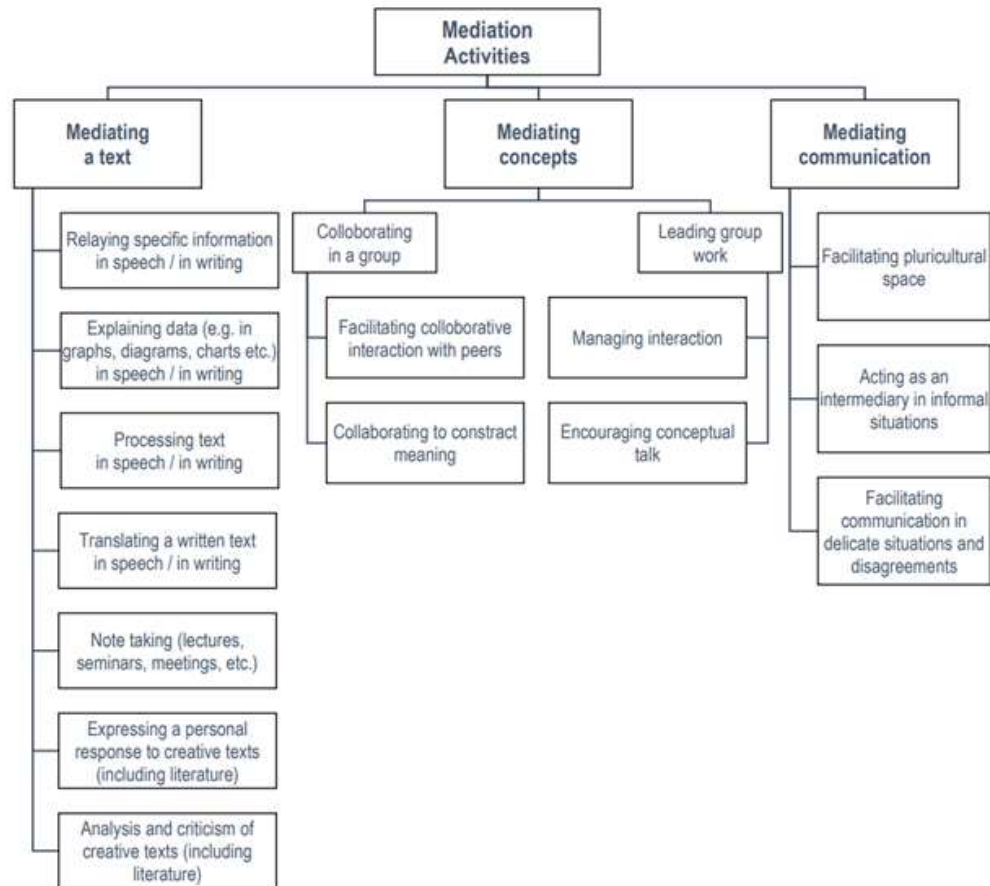 Mediation
Activities
Mediating
a text
Mediating
concepts
Mediating
communication
Relaying specific information
in speech / in writing
Explaining data (e.g. in
graphs, diagrams, charts etc.)
in speech / in writing
Processing text
in speech / in writing
Translating a written text
in speech / in writing
Note taking (lectures,
seminars, meetings, etc.)
Expressing a personal
response to creative texts
(including literature)
Analysis and criticism of
creative texts (including
literature)
Colloborating
in a group
Facilitating colloborative
interaction with peers
Collaborating to constract
meaning
Leading group
work
Managing interaction
Encouraging conceptual
talk
Facilitating pluricultural
space
Acting as an
intermediary in informal
situations
Facilitating
communication in
delicate situations and
disagreements